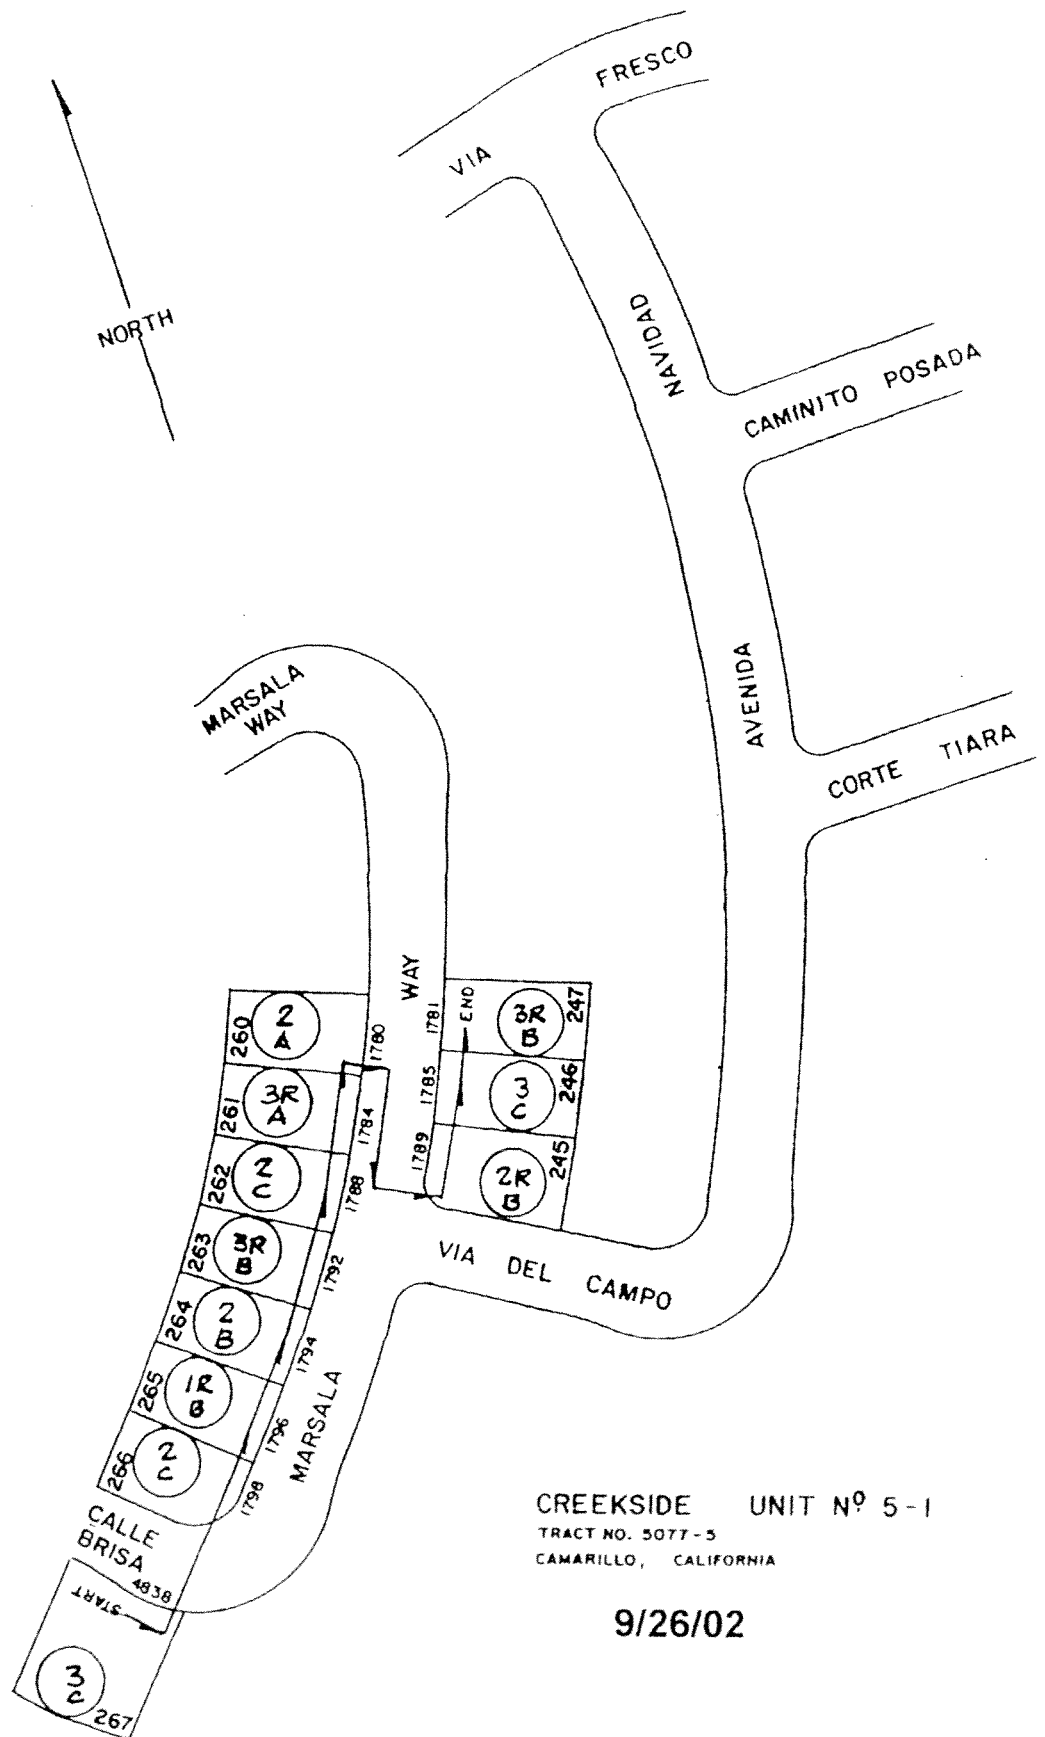 FRESCO
VIA
NORTH
NAVIDAD
CAMINITO POSADA
AVENIDA
MARSALA
WAY
CORTE TIARA
WAY
260
2
A
1780
1781
END
3R
B
247
261
3R
A
1784
1785
3
C
246
262
2
C
1788
1789
2R
B
245
263
3R
B
1792
VIA DEL CAMPO
264
2
B
1794
265
1R
B
1796
MARSALA
266
2
C
1798
CALLE
BRISA
4838
START
3
C
267
CREEKSIDE UNIT Nº 5-1
TRACT NO. 5077-5
CAMARILLO, CALIFORNIA
9/26/02